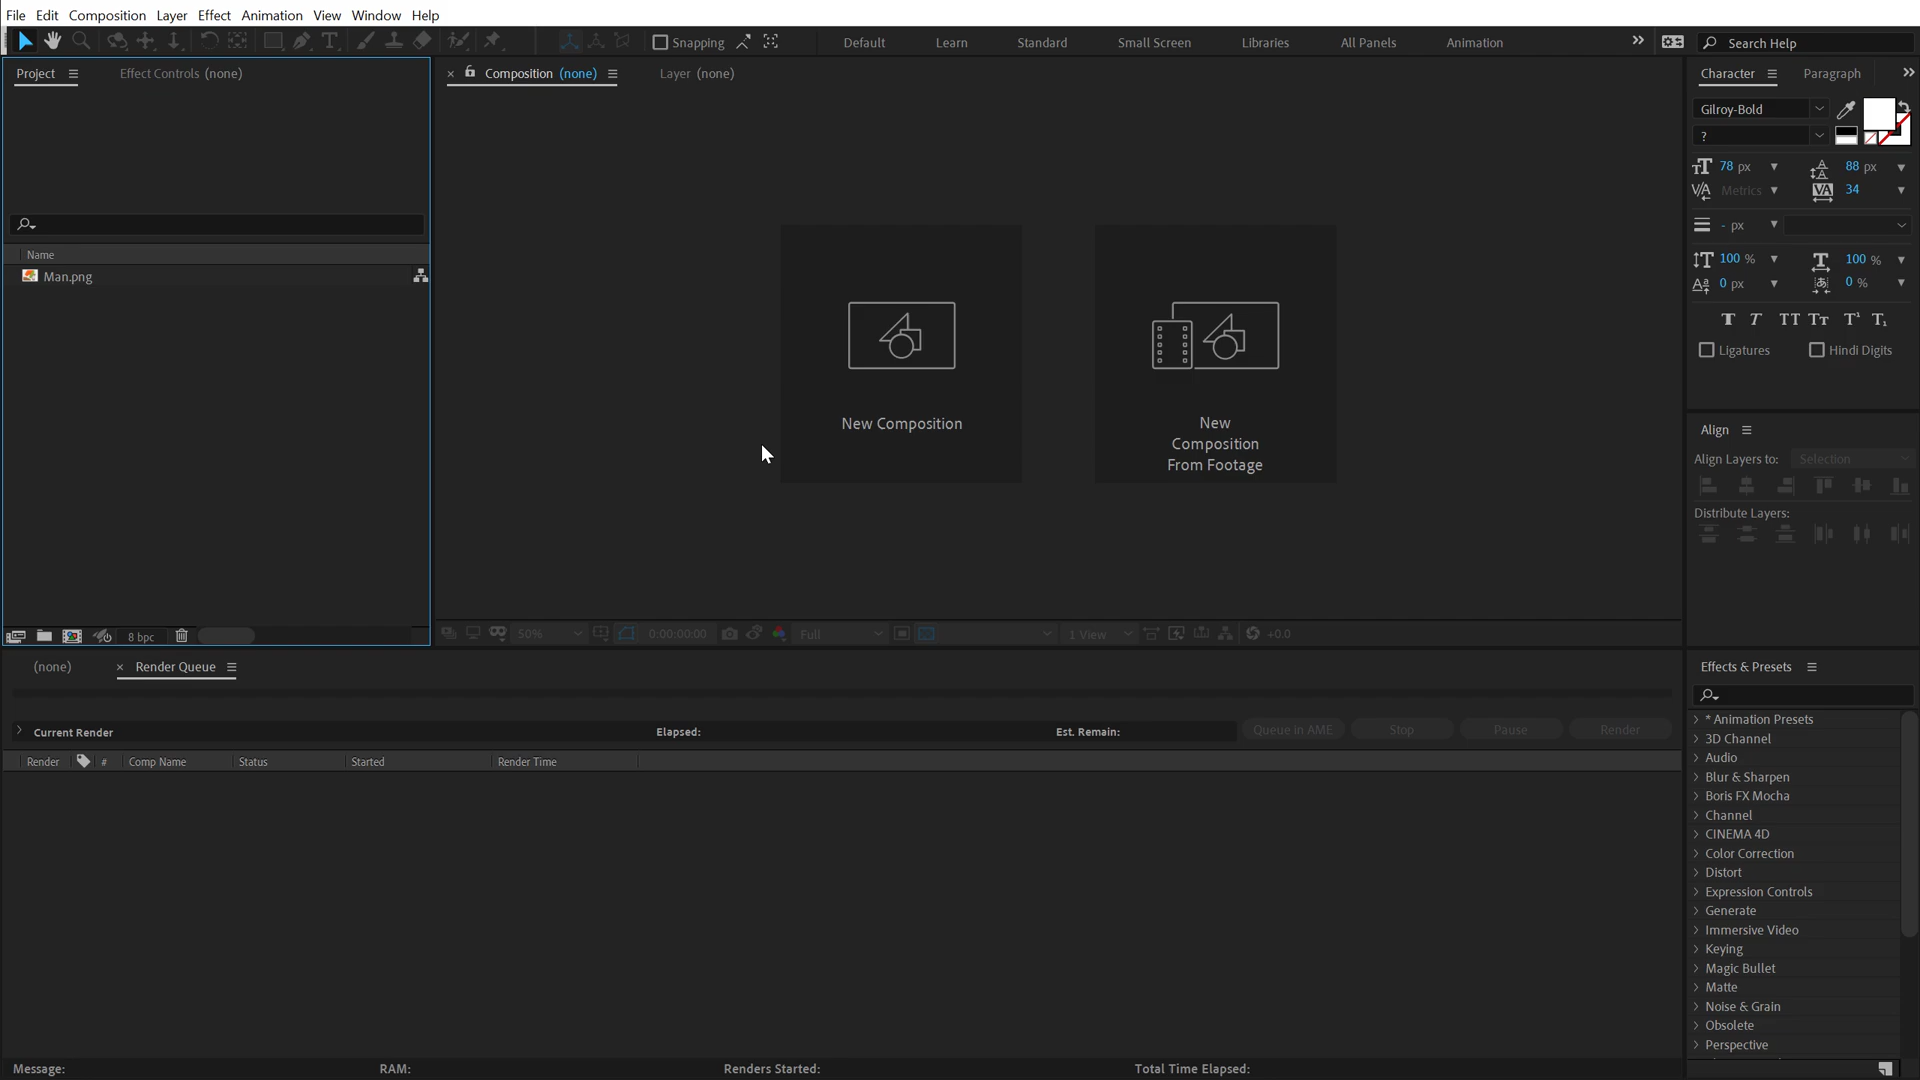 File Edit Composition Layer Effect Animation View Window Help
Snapping Default Learn Standard Small Screen Libraries All Panels Animation Search Help
Project Effect Controls (none)
Composition (none) Layer (none)
Character Paragraph
Gilroy-Bold
?
78 px 88 px
Metrics 34
- px
100 % 100 %
0 px 0 %
Ligatures Hindi Digits
Name
Man.png
New Composition
New
Composition
From Footage
Align
Align Layers to: Selection
Distribute Layers:
8 bpc
50% 0:00:00:00 Full 1 View +0.0
(none) Render Queue
Current Render Elapsed: Est. Remain: Queue in AME Stop Pause Render
Render # Comp Name Status Started Render Time
Effects & Presets
* Animation Presets
3D Channel
Audio
Blur & Sharpen
Boris FX Mocha
Channel
CINEMA 4D
Color Correction
Distort
Expression Controls
Generate
Immersive Video
Keying
Magic Bullet
Matte
Noise & Grain
Obsolete
Perspective
Message: RAM: Renders Started: Total Time Elapsed: